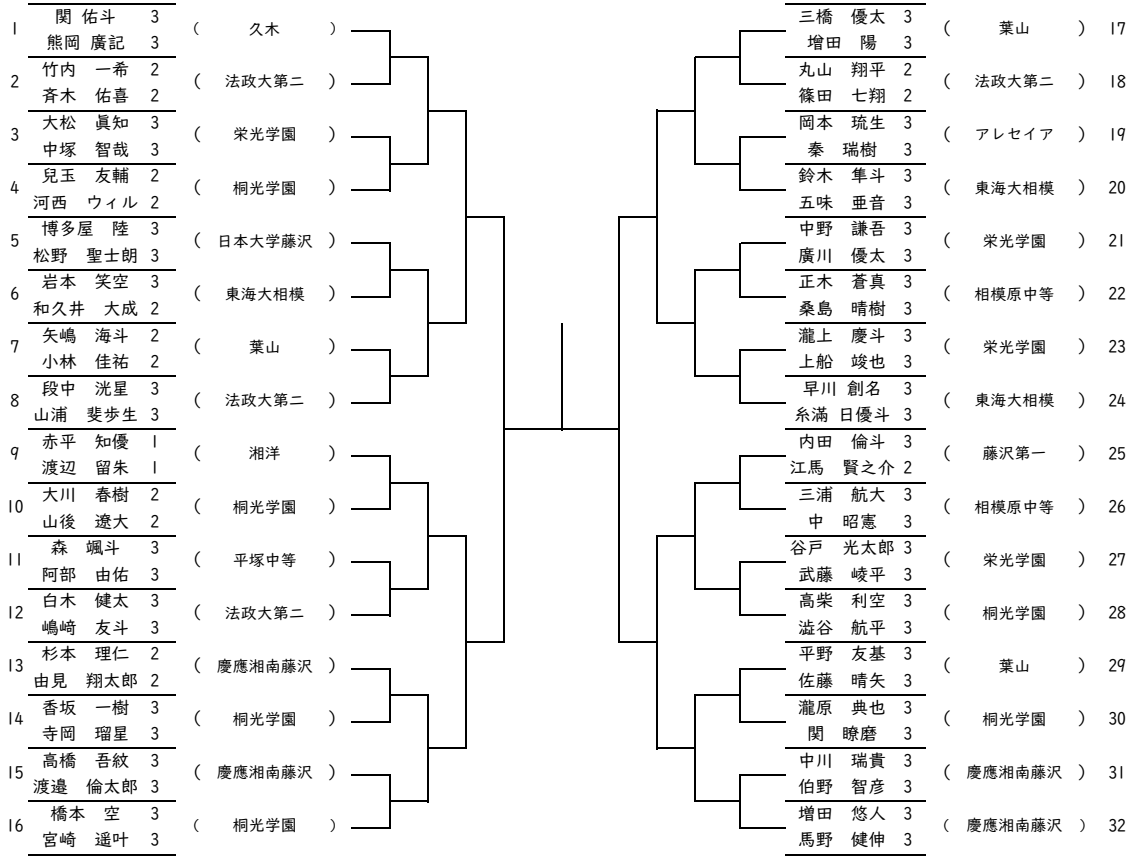 1 関 佑斗 3 ( 久木 )
熊岡 廣記 3
2 竹内 一希 2 ( 法政大第二 )
斉木 佑喜 2
3 大松 眞知 3 ( 栄光学園 )
中塚 智哉 3
4 兒玉 友輔 2 ( 桐光学園 )
河西 ウィル 2
5 博多屋 陸 3 ( 日本大学藤沢 )
松野 聖士朗 3
6 岩本 笑空 3 ( 東海大相模 )
和久井 大成 2
7 矢嶋 海斗 2 ( 葉山 )
小林 佳祐 2
8 段中 洸星 3 ( 法政大第二 )
山浦 斐歩生 3
9 赤平 知優 1 ( 湘洋 )
渡辺 留朱 1
10 大川 春樹 2 ( 桐光学園 )
山後 遼大 2
11 森 颯斗 3 ( 平塚中等 )
阿部 由佑 3
12 白木 健太 3 ( 法政大第二 )
嶋﨑 友斗 3
13 杉本 理仁 2 ( 慶應湘南藤沢 )
由見 翔太郎 2
14 香坂 一樹 3 ( 桐光学園 )
寺岡 瑠星 3
15 高橋 吾紋 3 ( 慶應湘南藤沢 )
渡邉 倫太郎 3
16 橋本 空 3 ( 桐光学園 )
宮崎 遥叶 3
三橋 優太 3 ( 葉山 ) 17
増田 陽 3
丸山 翔平 2 ( 法政大第二 ) 18
篠田 七翔 2
岡本 琉生 3 ( アレセイア ) 19
秦 瑞樹 3
鈴木 隼斗 3 ( 東海大相模 ) 20
五味 亜音 3
中野 謙吾 3 ( 栄光学園 ) 21
廣川 優太 3
正木 蒼真 3 ( 相模原中等 ) 22
桑島 晴樹 3
瀧上 慶斗 3 ( 栄光学園 ) 23
上船 竣也 3
早川 創名 3 ( 東海大相模 ) 24
糸満 日優斗 3
内田 倫斗 3 ( 藤沢第一 ) 25
江馬 賢之介 2
三浦 航大 3 ( 相模原中等 ) 26
中 昭憲 3
谷戸 光太郎 3 ( 栄光学園 ) 27
武藤 崚平 3
高柴 利空 3 ( 桐光学園 ) 28
澁谷 航平 3
平野 友基 3 ( 葉山 ) 29
佐藤 晴矢 3
瀧原 典也 3 ( 桐光学園 ) 30
関 暸磨 3
中川 瑞貴 3 ( 慶應湘南藤沢 ) 31
伯野 智彦 3
増田 悠人 3 ( 慶應湘南藤沢 ) 32
馬野 健伸 3